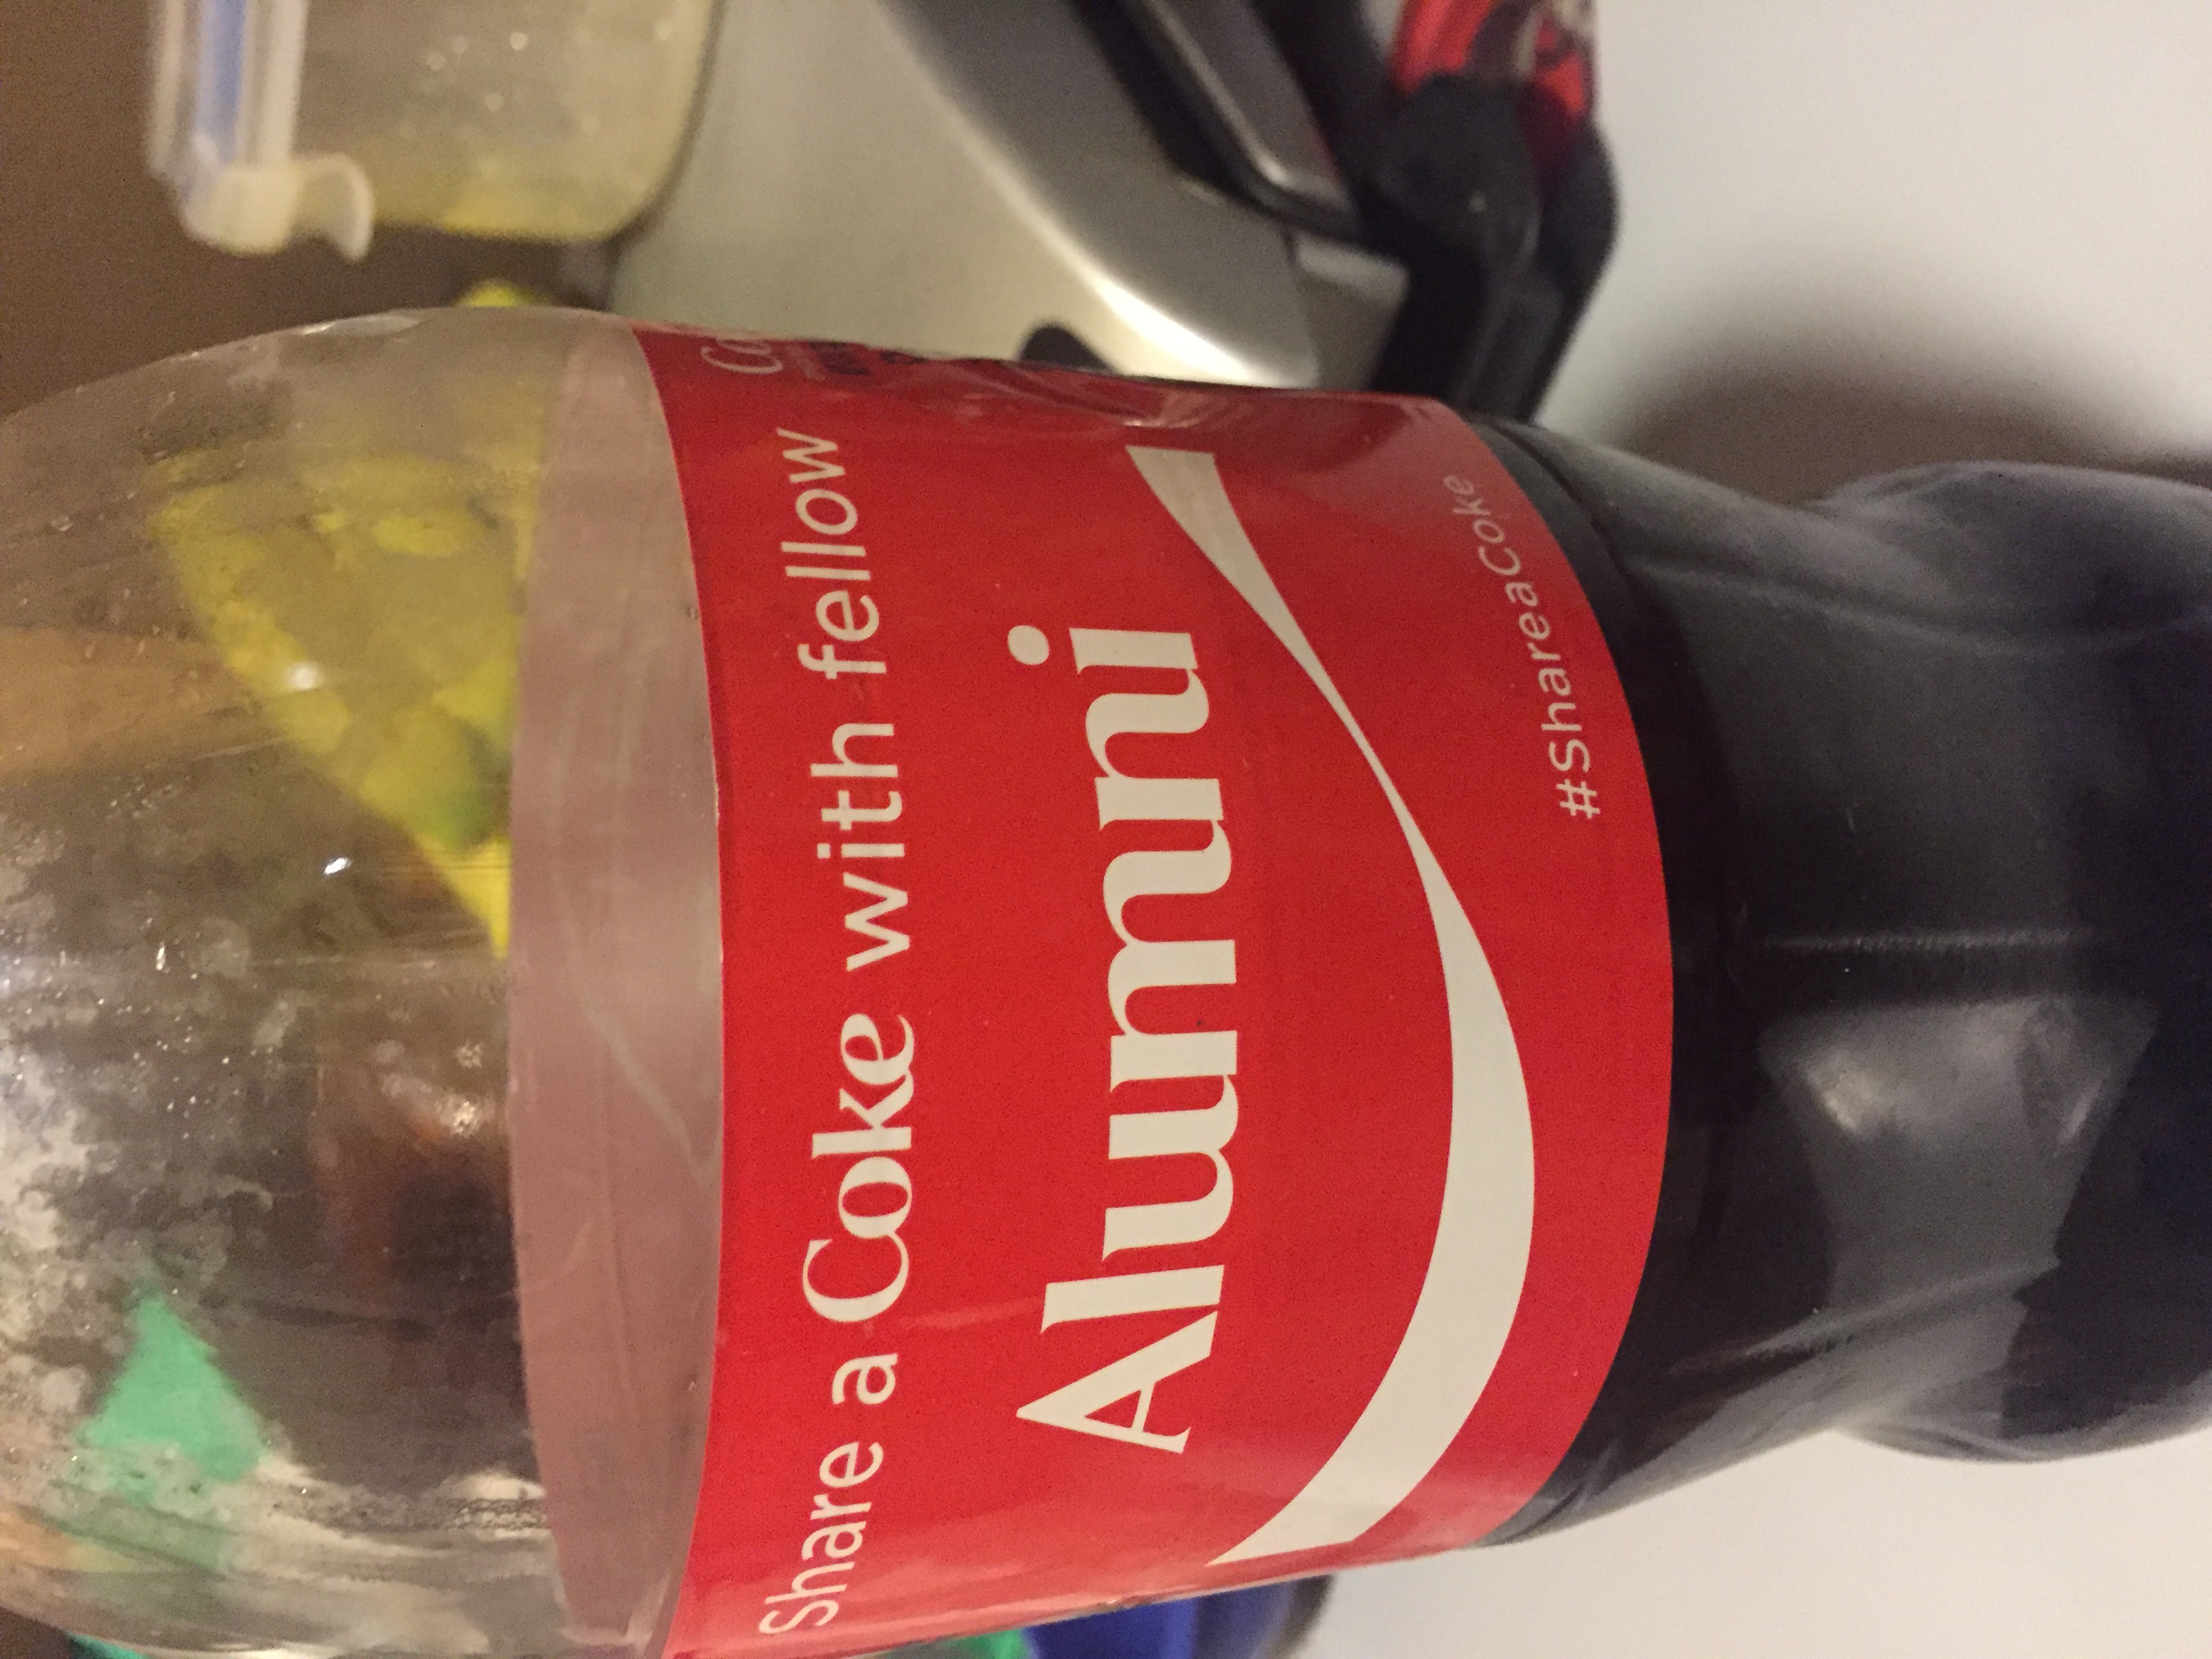 Share a Coke with fellow
Alumni
#ShareaCoke